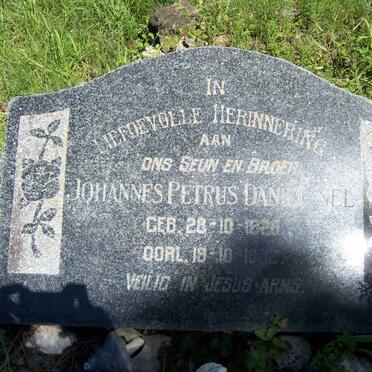 IN
LIEFDEVOLLE HERINNERING
AAN
ONS SEUN EN BROER
JOHANNES PETRUS DANIEL NEL
GEB. 28-10-
OORL. 19-10
VEILIG IN JESUS ARMS